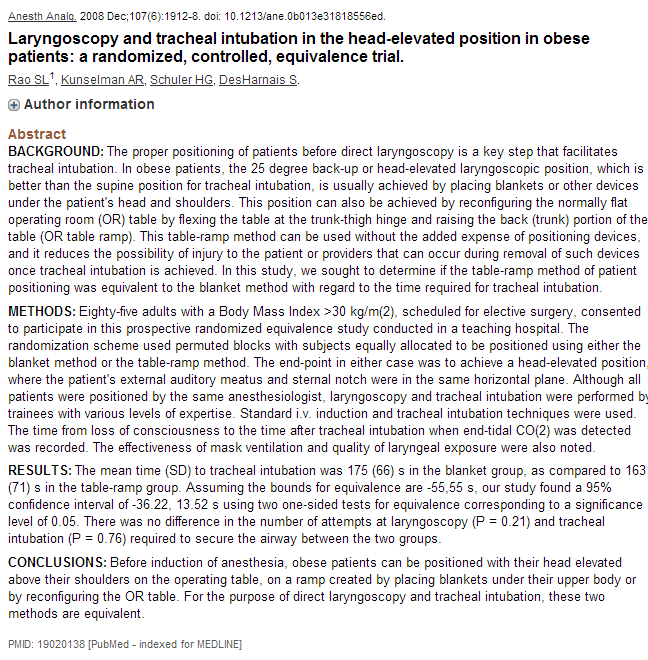 Anesth Analg. 2008 Dec;107(6):1912-8. doi: 10.1213/ane.0b013e31818556ed.
Laryngoscopy and tracheal intubation in the head-elevated position in obese
patients: a randomized, controlled, equivalence trial.
Rao SL1, Kunselman AR, Schuler HG, DesHarnais S.
Author information
Abstract
BACKGROUND: The proper positioning of patients before direct laryngoscopy is a key step that facilitates
tracheal intubation. In obese patients, the 25 degree back-up or head-elevated laryngoscopic position, which is
better than the supine position for tracheal intubation, is usually achieved by placing blankets or other devices
under the patient's head and shoulders. This position can also be achieved by reconfiguring the normally flat
operating room (OR) table by flexing the table at the trunk-thigh hinge and raising the back (trunk) portion of the
table (OR table ramp). This table-ramp method can be used without the added expense of positioning devices,
and it reduces the possibility of injury to the patient or providers that can occur during removal of such devices
once tracheal intubation is achieved. In this study, we sought to determine if the table-ramp method of patient
positioning was equivalent to the blanket method with regard to the time required for tracheal intubation.
METHODS: Eighty-five adults with a Body Mass Index >30 kg/m(2), scheduled for elective surgery, consented
to participate in this prospective randomized equivalence study conducted in a teaching hospital. The
randomization scheme used permuted blocks with subjects equally allocated to be positioned using either the
blanket method or the table-ramp method. The end-point in either case was to achieve a head-elevated position,
where the patient's external auditory meatus and sternal notch were in the same horizontal plane. Although all
patients were positioned by the same anesthesiologist, laryngoscopy and tracheal intubation were performed by
trainees with various levels of expertise. Standard i.v. induction and tracheal intubation techniques were used.
The time from loss of consciousness to the time after tracheal intubation when end-tidal CO(2) was detected
was recorded. The effectiveness of mask ventilation and quality of laryngeal exposure were also noted.
RESULTS: The mean time (SD) to tracheal intubation was 175 (66) s in the blanket group, as compared to 163
(71) s in the table-ramp group. Assuming the bounds for equivalence are -55,55 s, our study found a 95%
confidence interval of -36.22, 13.52 s using two one-sided tests for equivalence corresponding to a significance
level of 0.05. There was no difference in the number of attempts at laryngoscopy (P = 0.21) and tracheal
intubation (P = 0.76) required to secure the airway between the two groups.
CONCLUSIONS: Before induction of anesthesia, obese patients can be positioned with their head elevated
above their shoulders on the operating table, on a ramp created by placing blankets under their upper body or
by reconfiguring the OR table. For the purpose of direct laryngoscopy and tracheal intubation, these two
methods are equivalent.
PMID: 19020138 [PubMed - indexed for MEDLINE]